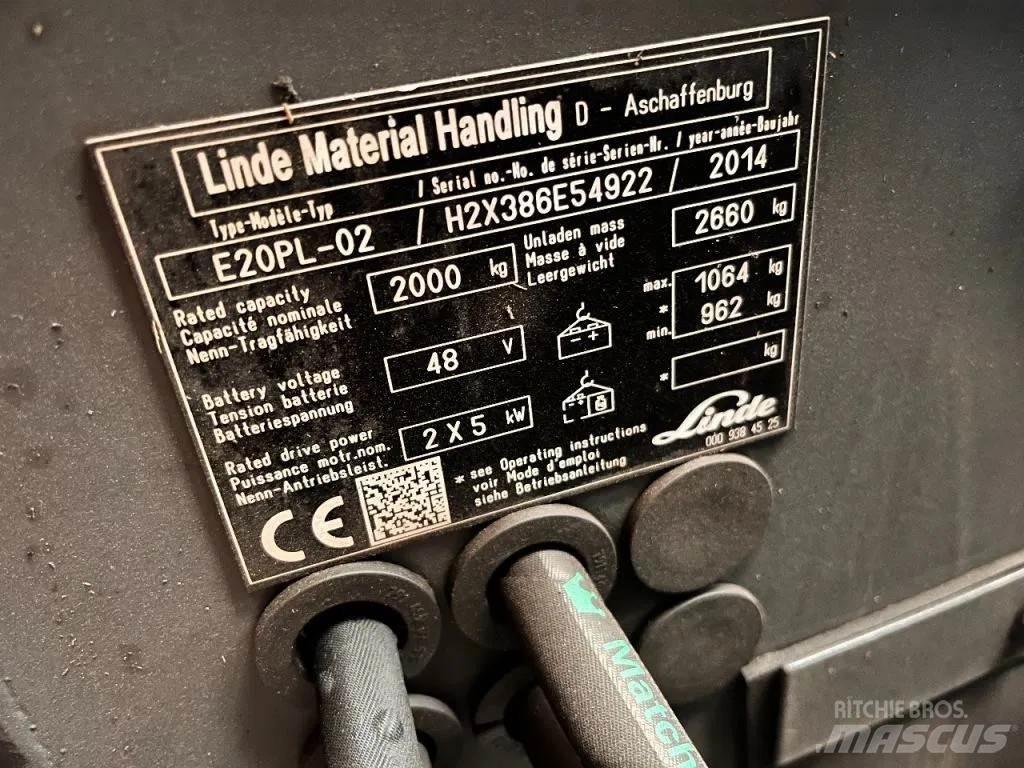 Linde Material Handling D - Aschaffenburg
Type-Modèle-Typ / Serial no.-No. de série-Serien-Nr. / year-année-Baujahr
E20PL-02 / H2X386E54922 / 2014
Rated capacity
Capacité nominale
Nenn-Tragfähigkeit
2000 kg
Unladen mass
Masse à vide
Leergewicht
2660 kg
Battery voltage
Tension batterie
Batteriespannung
48 V
- +
max. 1064 kg
*
min. 962 kg
Rated drive power
Puissance motr.nom.
Nenn-Antriebsleist.
2 X 5 kW
- +
* kg
* see Operating instructions
voir Mode d'emploi
siehe Betriebsanleitung
Linde
000 938 45 25
CE
Match
RITCHIE BROS.
MASCUS